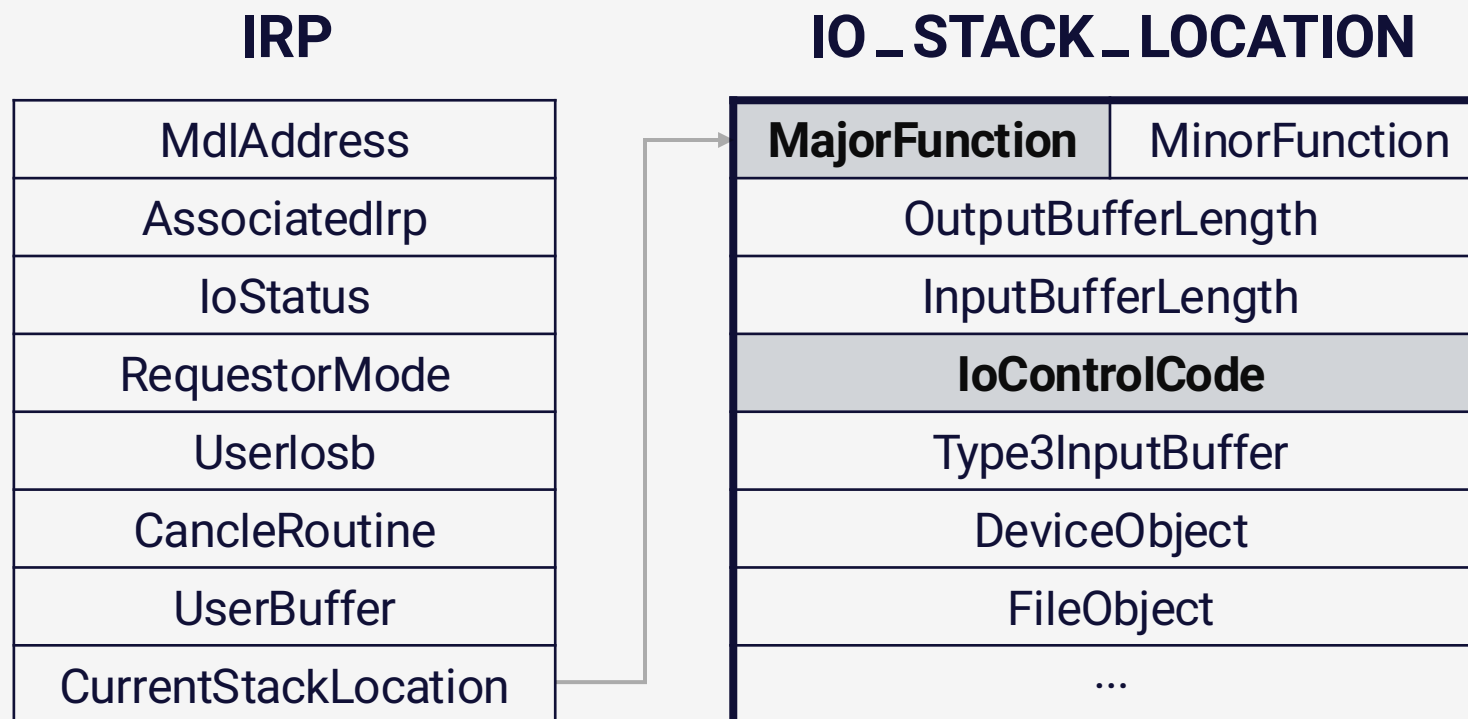 IRP
MdlAddress
AssociatedIrp
IoStatus
RequestorMode
UserIosb
CancleRoutine
UserBuffer
CurrentStackLocation
IO_STACK_LOCATION
MajorFunction MinorFunction
OutputBufferLength
InputBufferLength
IoControlCode
Type3InputBuffer
DeviceObject
FileObject
...